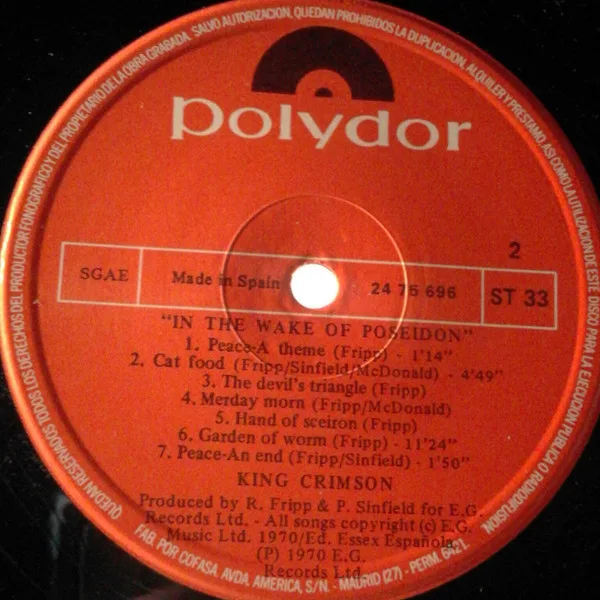 QUEDAN RESERVADOS TODOS LOS DERECHOS DEL PRODUCTOR FONOGRAFICO Y DEL PROPIETARIO DE LA OBRA GRABADA. SALVO AUTORIZACION, QUEDAN PROHIBIDOS LA DUPLICACION, ALQUILER Y PRESTAMO, ASI COMO LA UTILIZACION DE ESTE DISCO PARA LA EJECUCION PUBLICA O RADIODIFUSION.
polydor
2
SGAE Made in Spain 24 75 696 ST 33
"IN THE WAKE OF POSEIDON"
1. Peace-A theme (Fripp) - 1'14"
2. Cat food (Fripp/Sinfield/McDonald) - 4'49"
3. The devil's triangle (Fripp)
4. Merday morn (Fripp/McDonald)
5. Hand of sceiron (Fripp)
6. Garden of worm (Fripp) - 11'24"
7. Peace-An end (Fripp/Sinfield) - 1'50"
KING CRIMSON
Produced by R. Fripp & P. Sinfield for E.G.
Records Ltd. - All songs copyright (c) E.G.
Music Ltd. 1970/Ed. Essex Española.
(P) 1970 E.G.
Records Ltd.
FAB. POR COFASA. AVDA. AMERICA, S/N. - MADRID (27) - PERM. 6421.